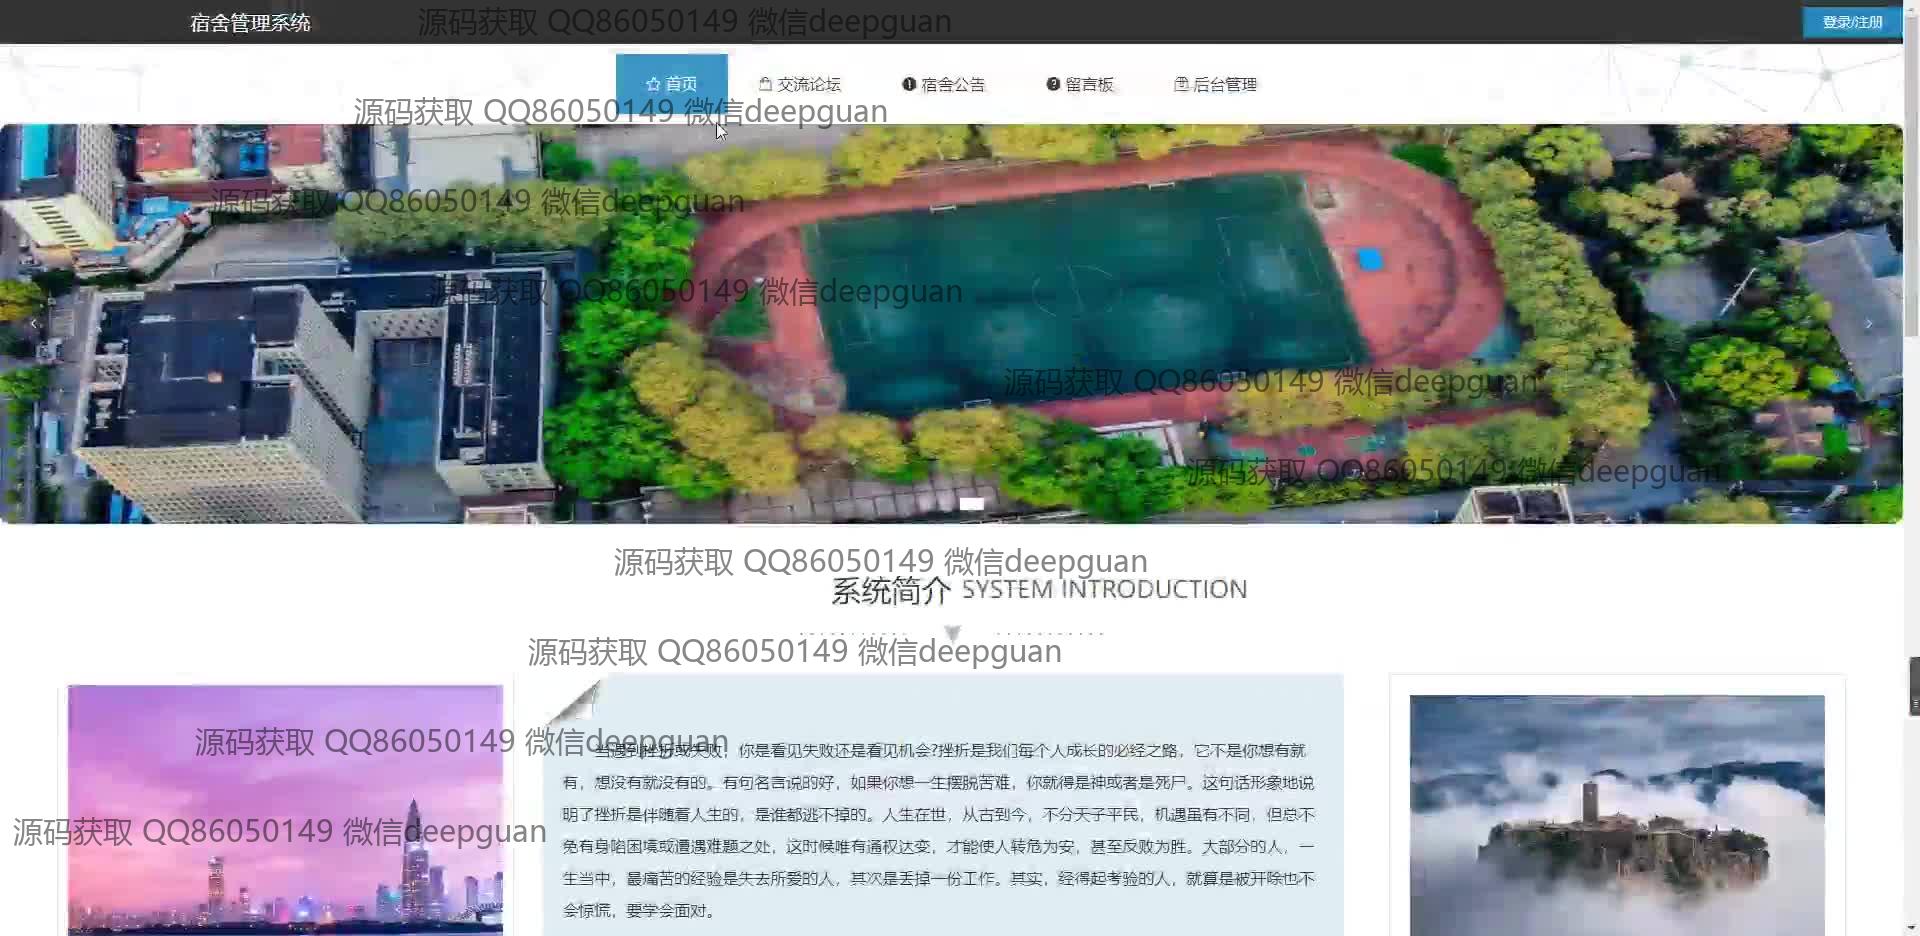 宿舍管理系统
源码获取 QQ86050149 微信deepguan
登录/注册
首页
交流论坛
宿舍公告
留言板
后台管理
源码获取 QQ86050149 微信deepguan
源码获取 QQ86050149 微信deepguan
源码获取 QQ86050149 微信deepguan
源码获取 QQ86050149 微信deepguan
源码获取 QQ86050149 微信deepguan
源码获取 QQ86050149 微信deepguan
系统简介 SYSTEM INTRODUCTION
源码获取 QQ86050149 微信deepguan
源码获取 QQ86050149 微信deepguan
当遇到挫折或失败，你是看见失败还是看见机会?挫折是我们每个人成长的必经之路，它不是你想有就
有，想没有就没有的。有句名言说的好，如果你想一生摆脱苦难，你就得是神或者是死尸。这句话形象地说
明了挫折是伴随着人生的，是谁都逃不掉的。人生在世，从古到今，不分天子平民，机遇虽有不同，但总不
免有身陷困境或遭遇难题之处，这时候唯有通权达变，才能使人转危为安，甚至反败为胜。大部分的人，一
生当中，最痛苦的经验是失去所爱的人，其次是丢掉一份工作。其实，经得起考验的人，就算是被开除也不
会惊慌，要学会面对。
源码获取 QQ86050149 微信deepguan